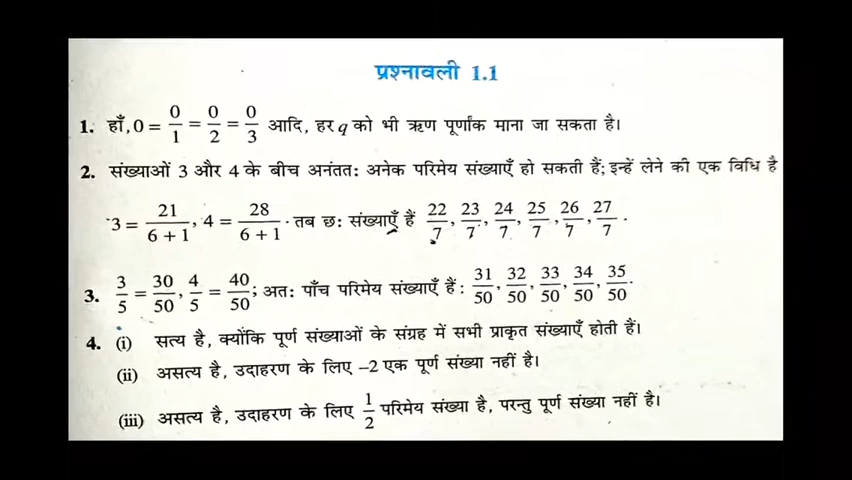 प्रश्नावली 1.1
1. हाँ, 0 = 0/1 = 0/2 = 0/3 आदि, हर q को भी ऋण पूर्णांक माना जा सकता है।
2. संख्याओं 3 और 4 के बीच अनंतत: अनेक परिमेय संख्याएँ हो सकती हैं; इन्हें लेने की एक विधि है
3 = 21/(6 + 1), 4 = 28/(6 + 1). तब छ: संख्याएँ हैं 22/7, 23/7, 24/7, 25/7, 26/7, 27/7.
3. 3/5 = 30/50, 4/5 = 40/50; अत: पाँच परिमेय संख्याएँ हैं : 31/50, 32/50, 33/50, 34/50, 35/50.
4. (i) सत्य है, क्योंकि पूर्ण संख्याओं के संग्रह में सभी प्राकृत संख्याएँ होती हैं।
(ii) असत्य है, उदाहरण के लिए –2 एक पूर्ण संख्या नहीं है।
(iii) असत्य है, उदाहरण के लिए 1/2 परिमेय संख्या है, परन्तु पूर्ण संख्या नहीं है।